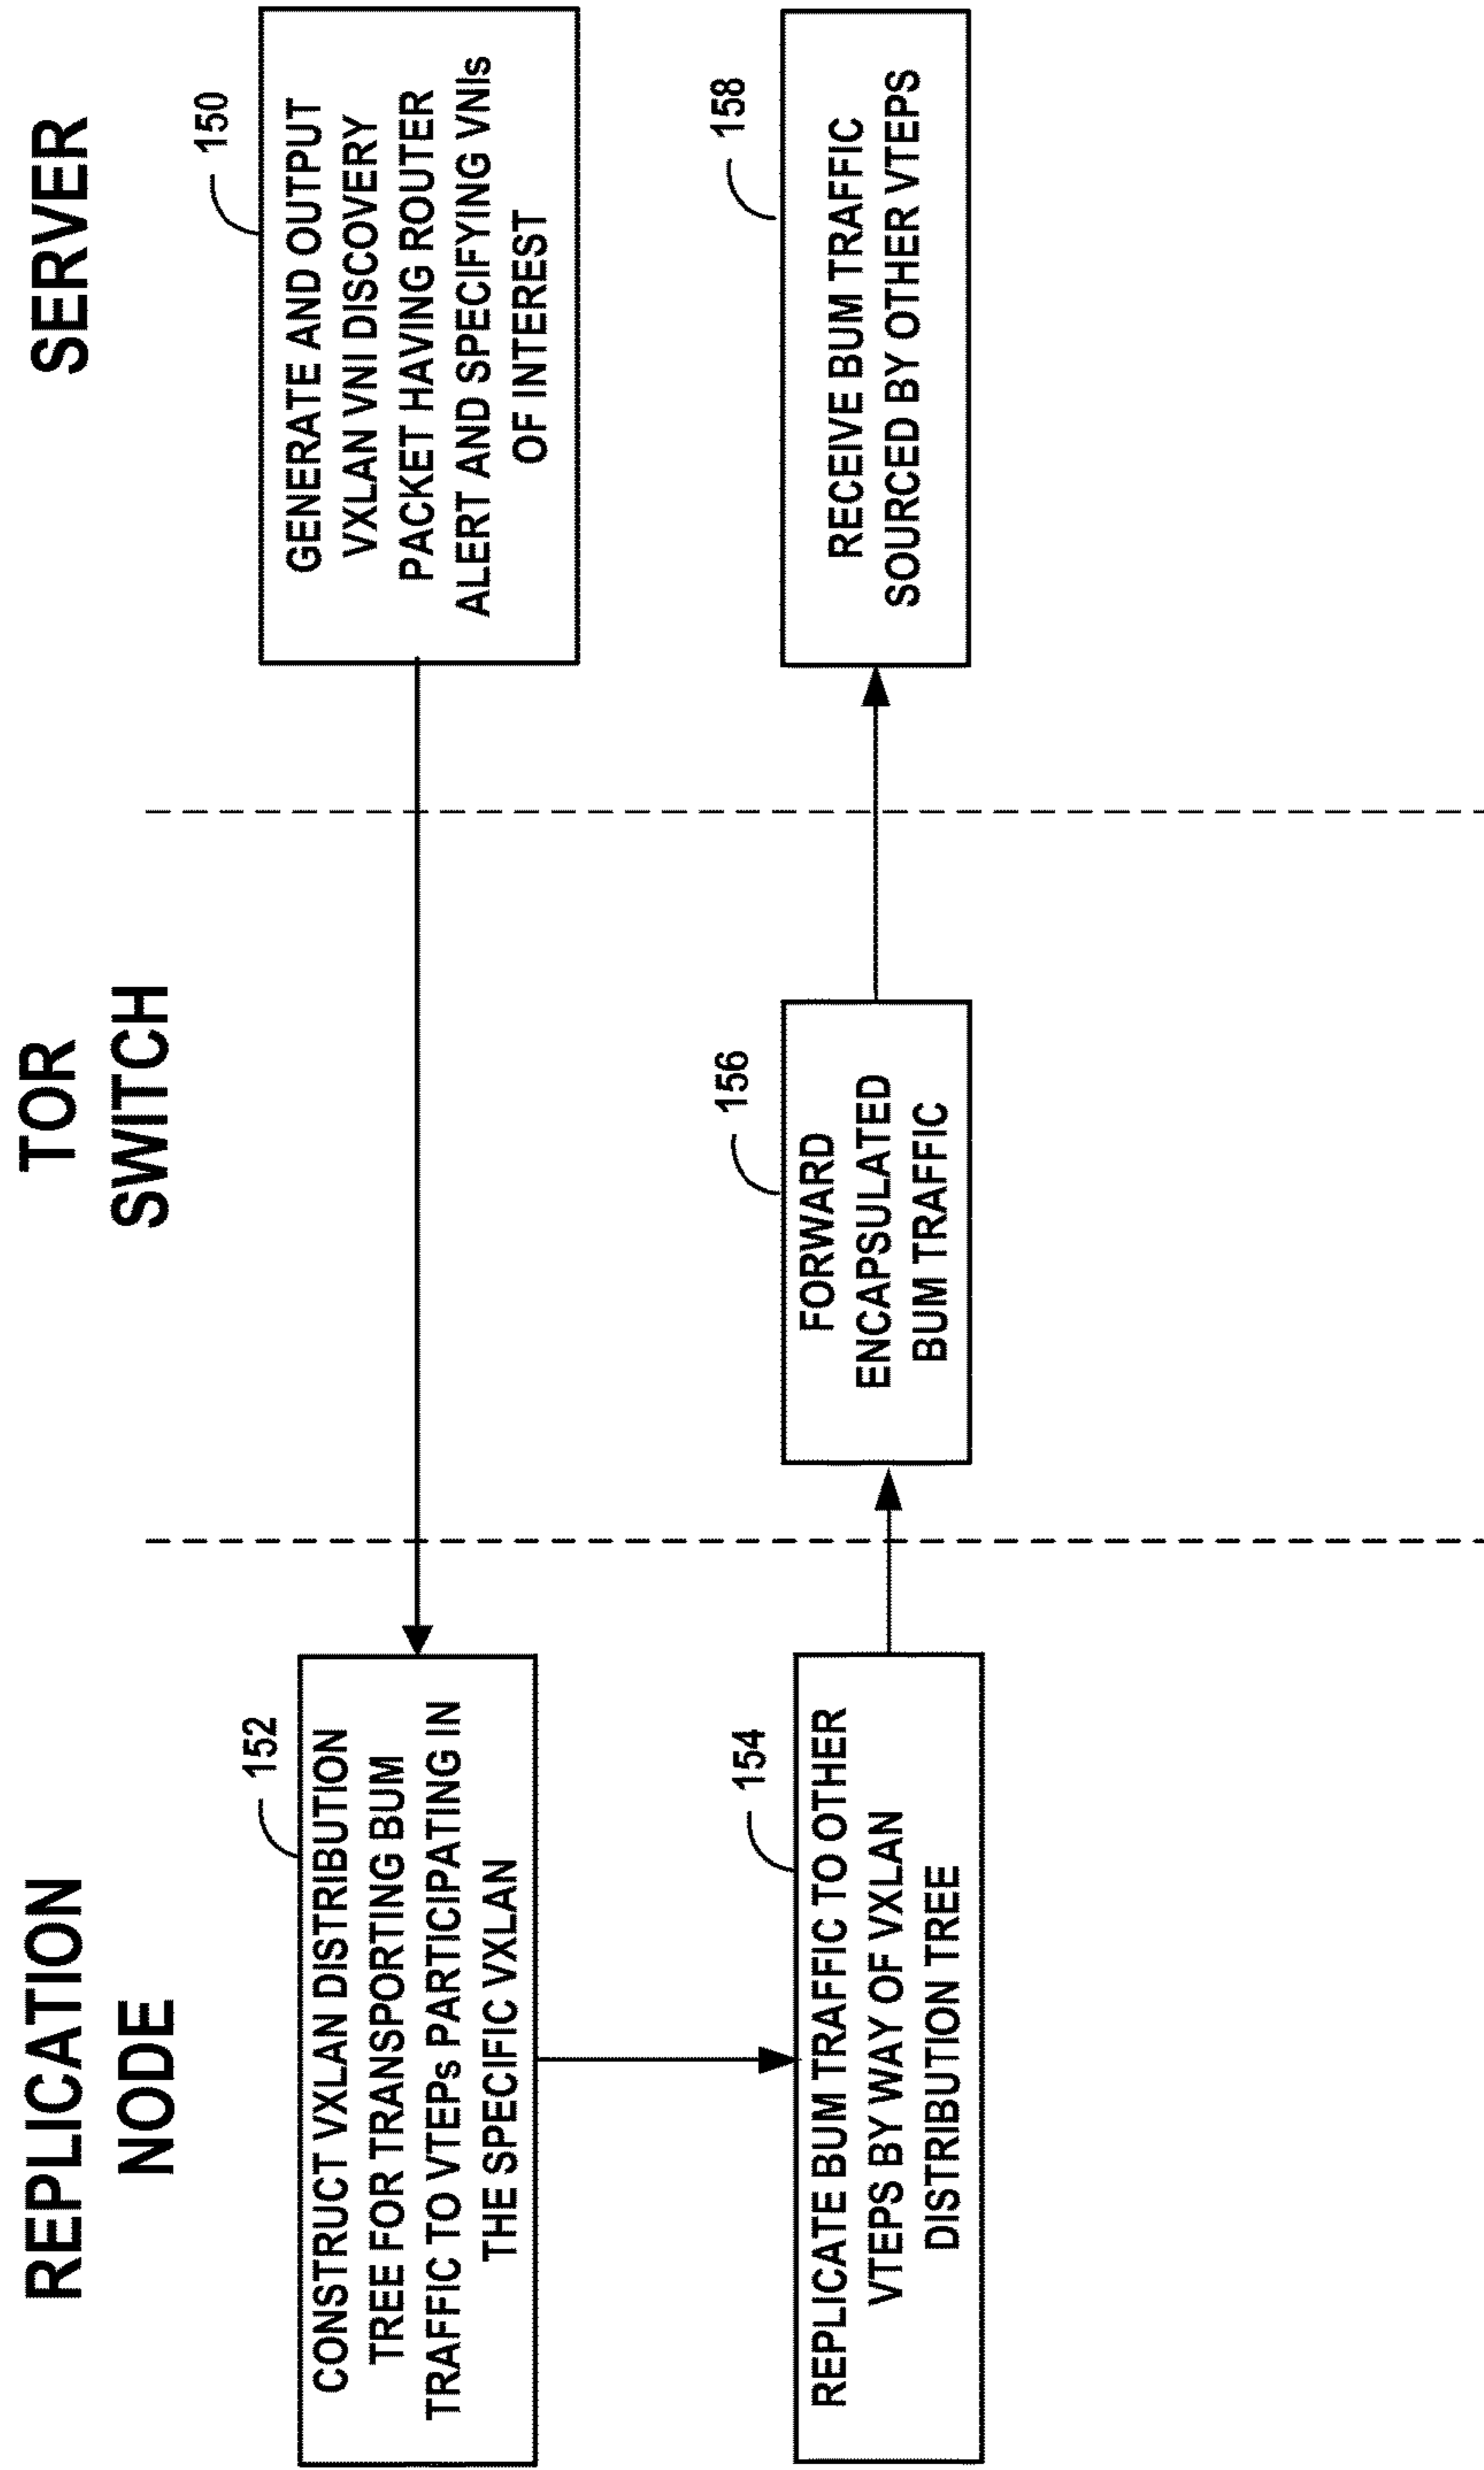 REPLICATION
NODE
TOR
SWITCH
SERVER
152
CONSTRUCT VXLAN DISTRIBUTION
TREE FOR TRANSPORTING BUM
TRAFFIC TO VTEPs PARTICIPATING IN
THE SPECIFIC VXLAN
150
GENERATE AND OUTPUT
VXLAN VNI DISCOVERY
PACKET HAVING ROUTER
ALERT AND SPECIFYING VNIs
OF INTEREST
154
REPLICATE BUM TRAFFIC TO OTHER
VTEPS BY WAY OF VXLAN
DISTRIBUTION TREE
156
FORWARD
ENCAPSULATED
BUM TRAFFIC
158
RECEIVE BUM TRAFFIC
SOURCED BY OTHER VTEPS